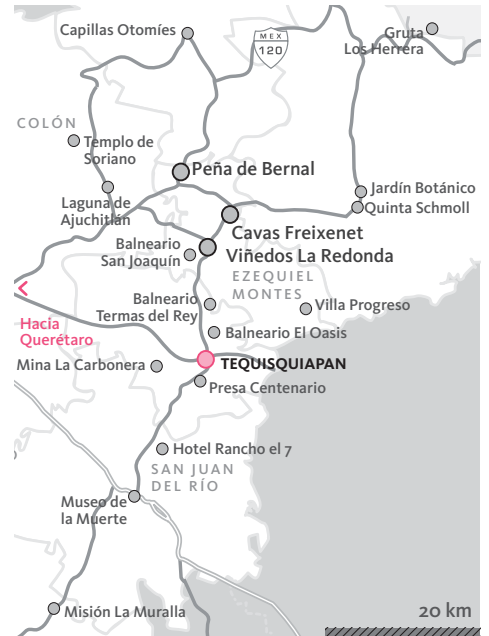 Capillas Otomíes
MEX
120
Gruta
Los Herrera
COLÓN
Templo de
Soriano
Peña de Bernal
Laguna de
Ajuchitlán
Jardín Botánico
Quinta Schmoll
Cavas Freixenet
Viñedos La Redonda
Balneario
San Joaquín
EZEQUIEL
MONTES
Balneario
Termas del Rey
Villa Progreso
Hacia
Querétaro
Balneario El Oasis
Mina La Carbonera
TEQUISQUIAPAN
Presa Centenario
Hotel Rancho el 7
SAN JUAN
DEL RÍO
Museo de
la Muerte
Misión La Muralla
20 km